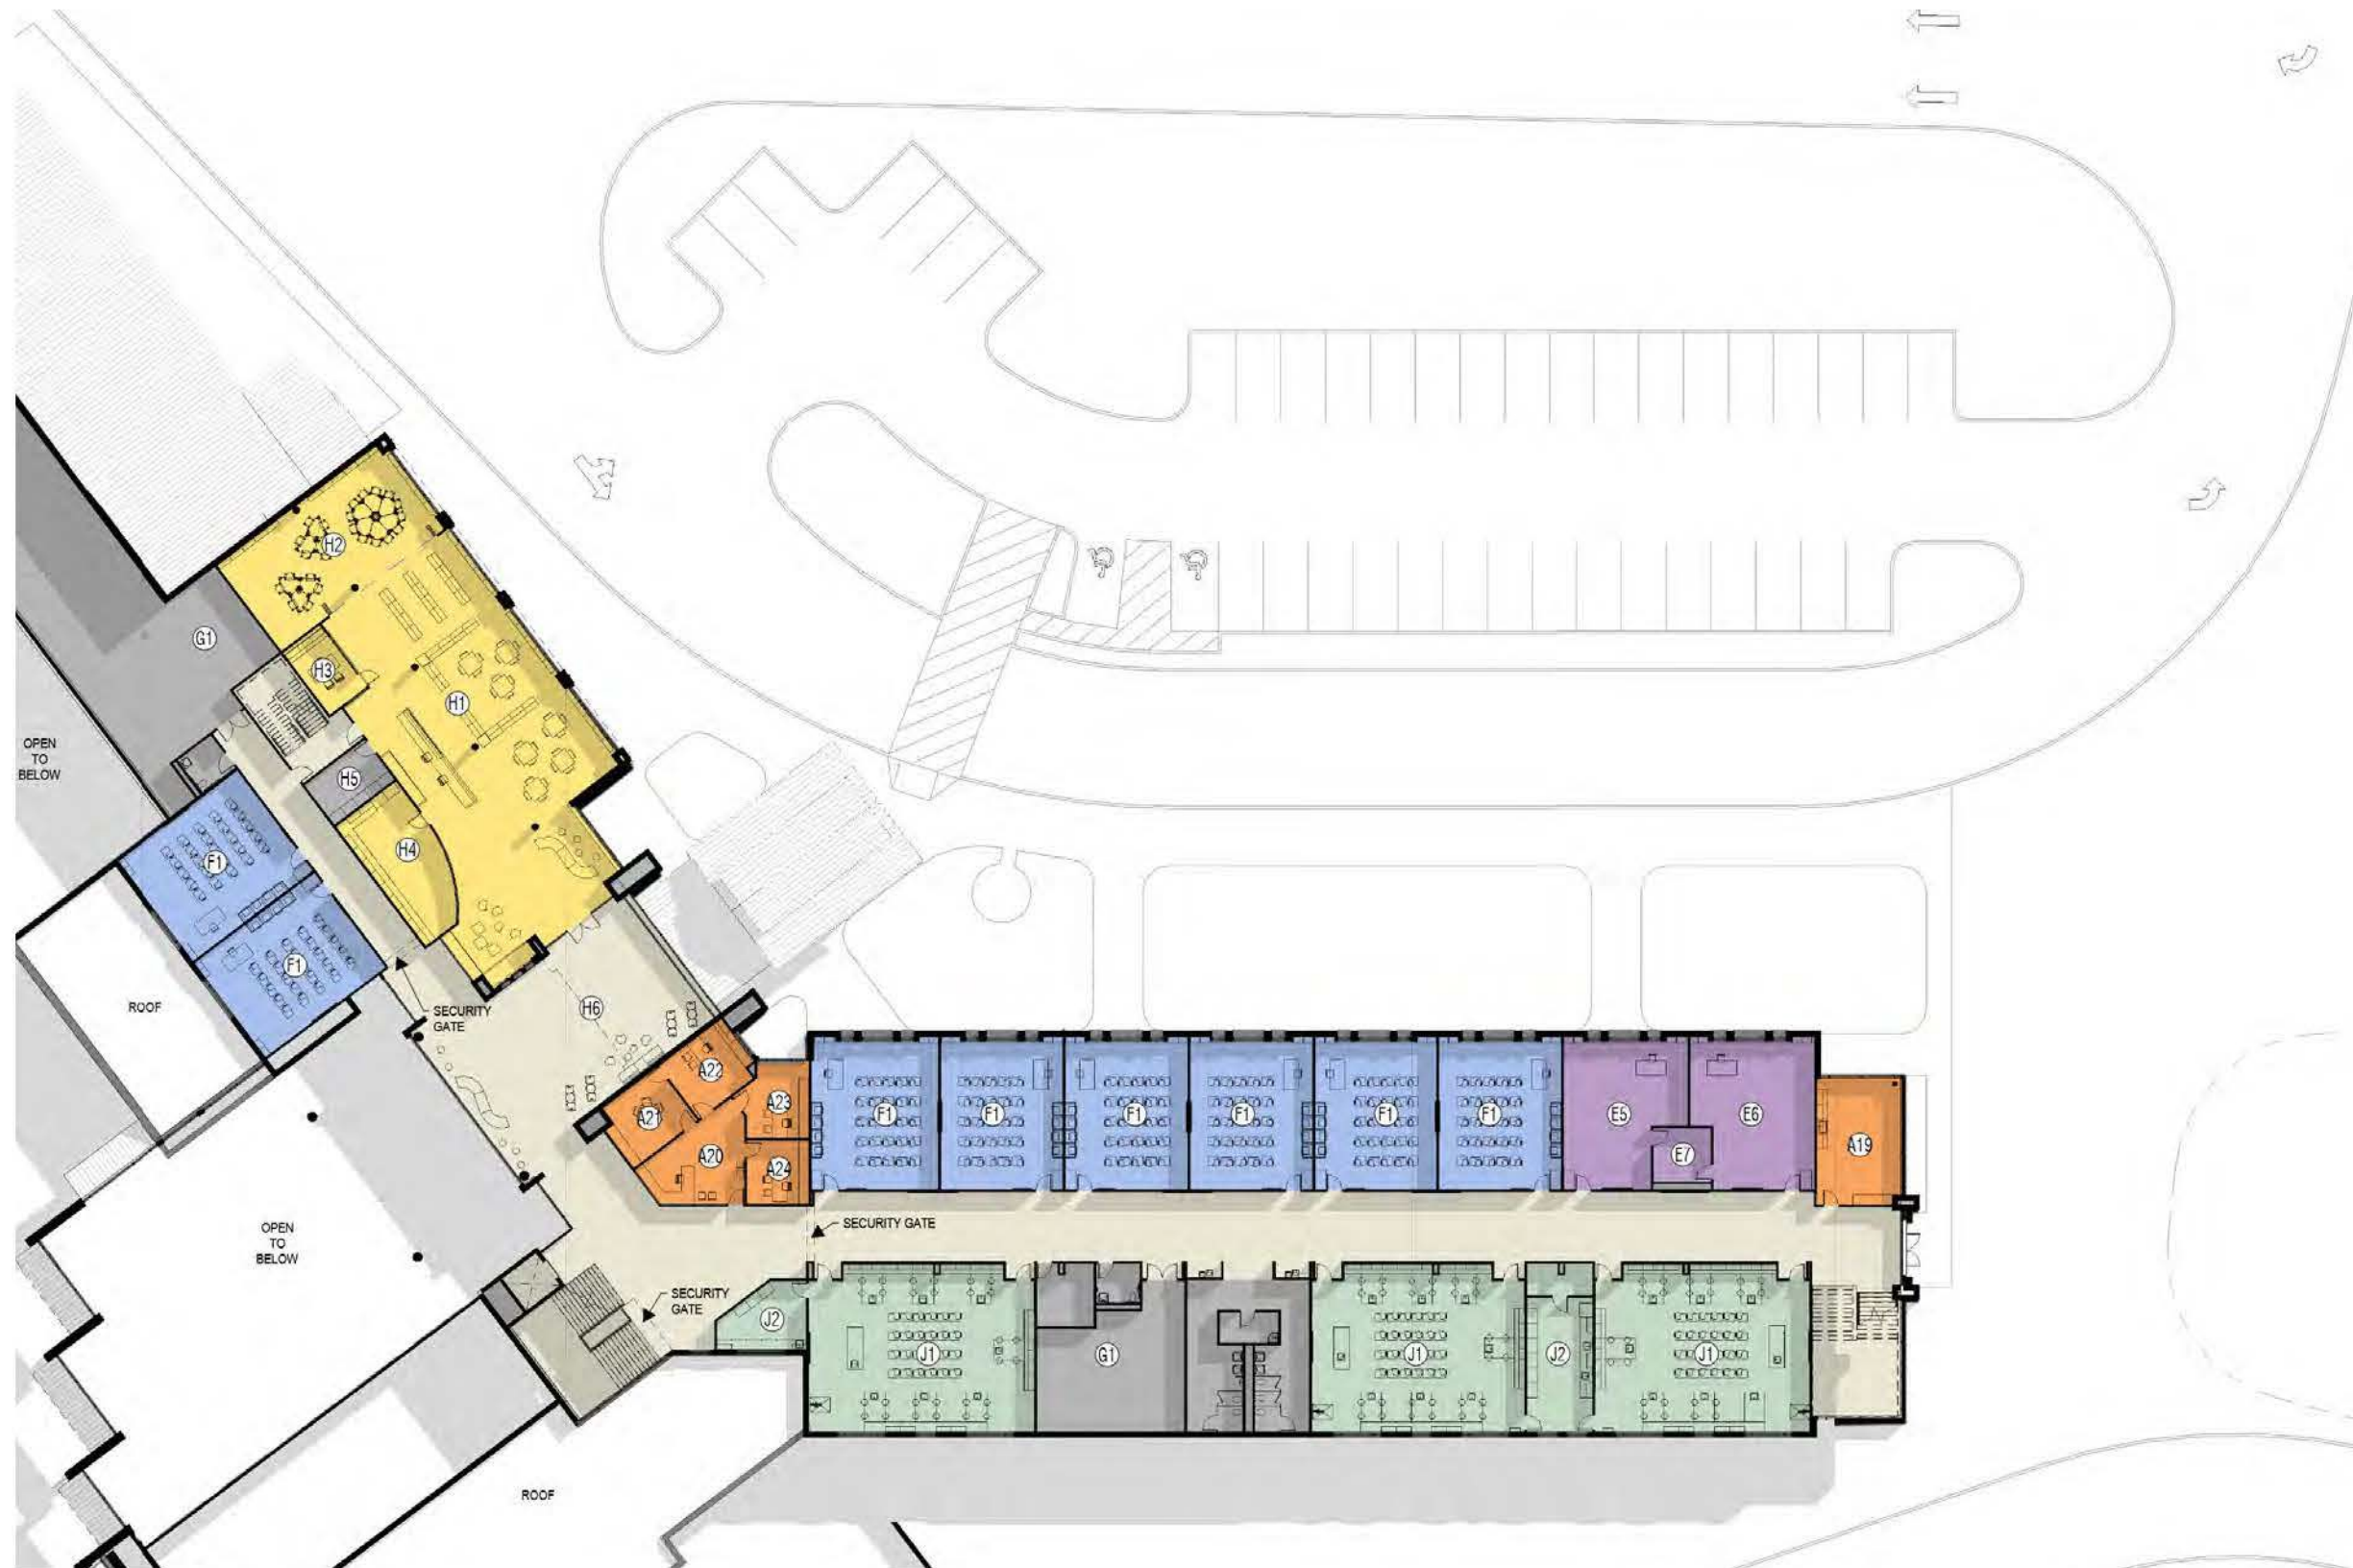 H2
G1
H3
H1
OPEN
TO
BELOW
H5
F1
H4
F1
ROOF
SECURITY
GATE
H6
A22
A21
A23
A20
A24
F1
F1
F1
F1
F1
F1
E5
E6
E7
A19
SECURITY GATE
OPEN
TO
BELOW
SECURITY
GATE
J2
J1
G1
J1
J2
J1
ROOF